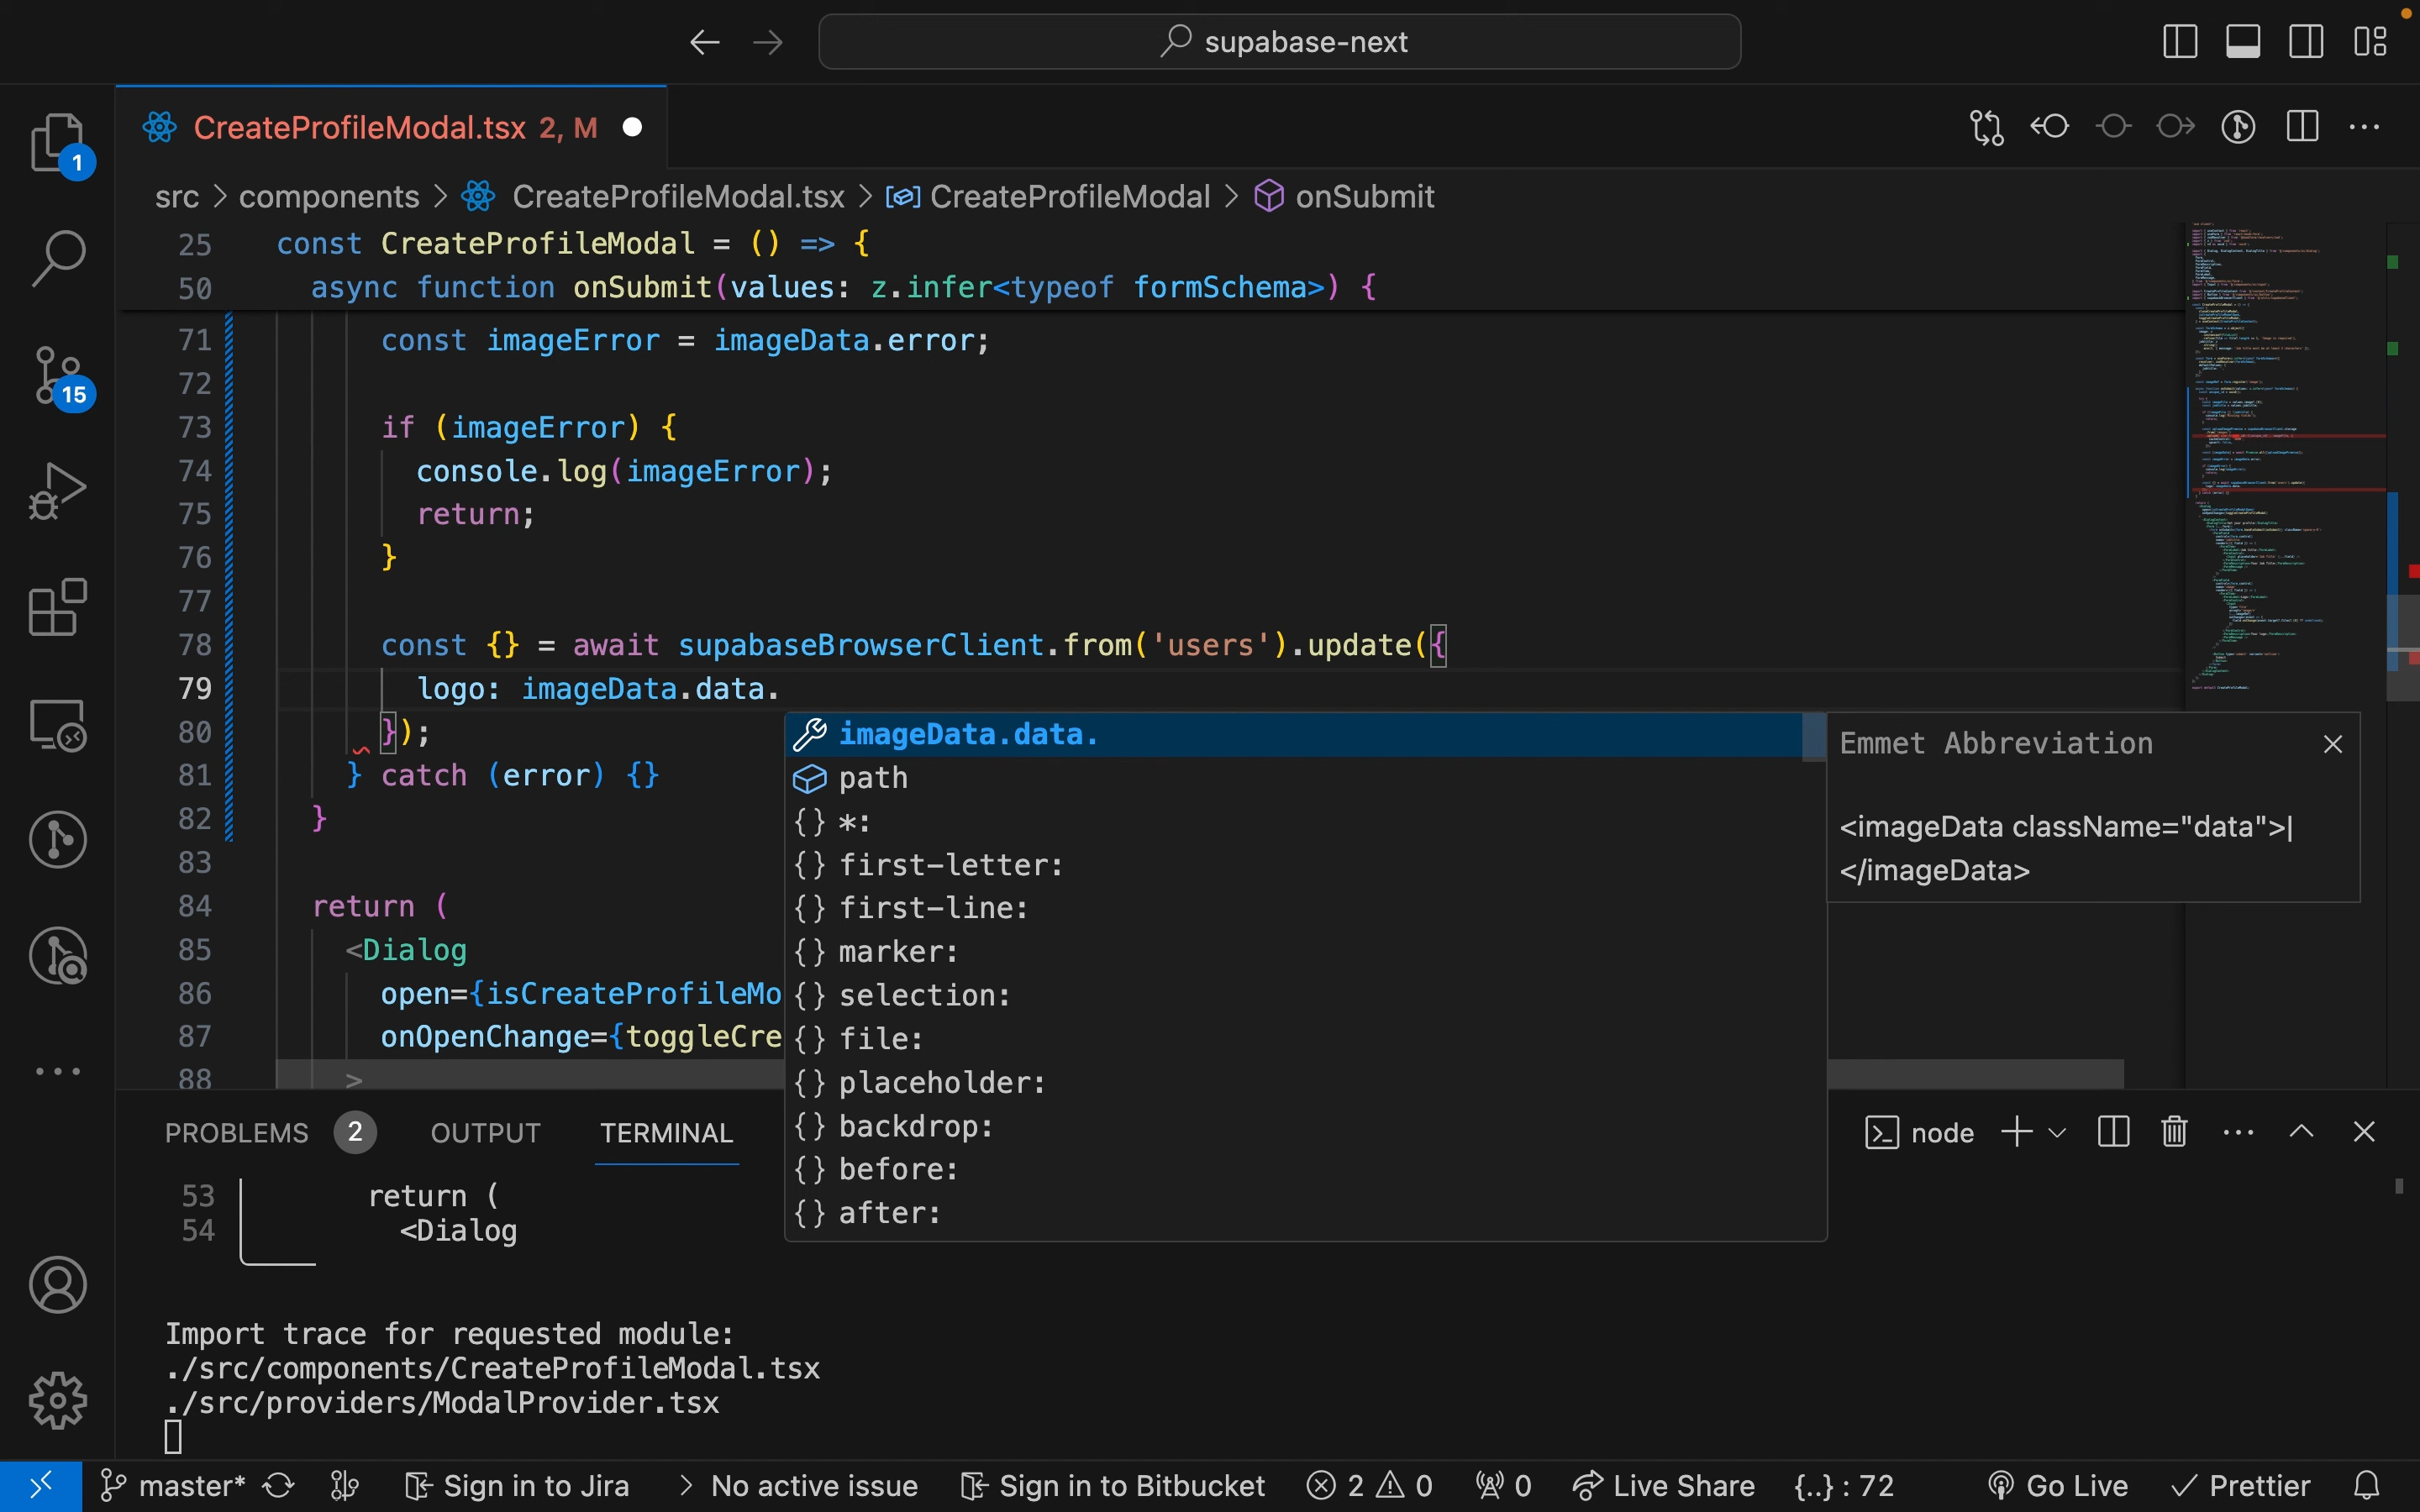 supabase-next
CreateProfileModal.tsx 2, M
1
src > components > CreateProfileModal.tsx > CreateProfileModal > onSubmit
25 const CreateProfileModal = () => {
50 async function onSubmit(values: z.infer<typeof formSchema>) {
71 const imageError = imageData.error;
72
73 if (imageError) {
74 console.log(imageError);
75 return;
76 }
77
78 const {} = await supabaseBrowserClient.from('users').update({
79 logo: imageData.data.
80 });
81 } catch (error) {}
82 }
83
84 return (
85 <Dialog
86 open={isCreateProfileMo
87 onOpenChange={toggleCre
88 >
15
imageData.data.
path
{} *:
{} first-letter:
{} first-line:
{} marker:
{} selection:
{} file:
{} placeholder:
{} backdrop:
{} before:
{} after:
Emmet Abbreviation
<imageData className="data">|
</imageData>
PROBLEMS 2 OUTPUT TERMINAL
node
53 return (
54 <Dialog
Import trace for requested module:
./src/components/CreateProfileModal.tsx
./src/providers/ModalProvider.tsx
master* Sign in to Jira > No active issue Sign in to Bitbucket 2 0 0 Live Share {..} : 72 Go Live Prettier